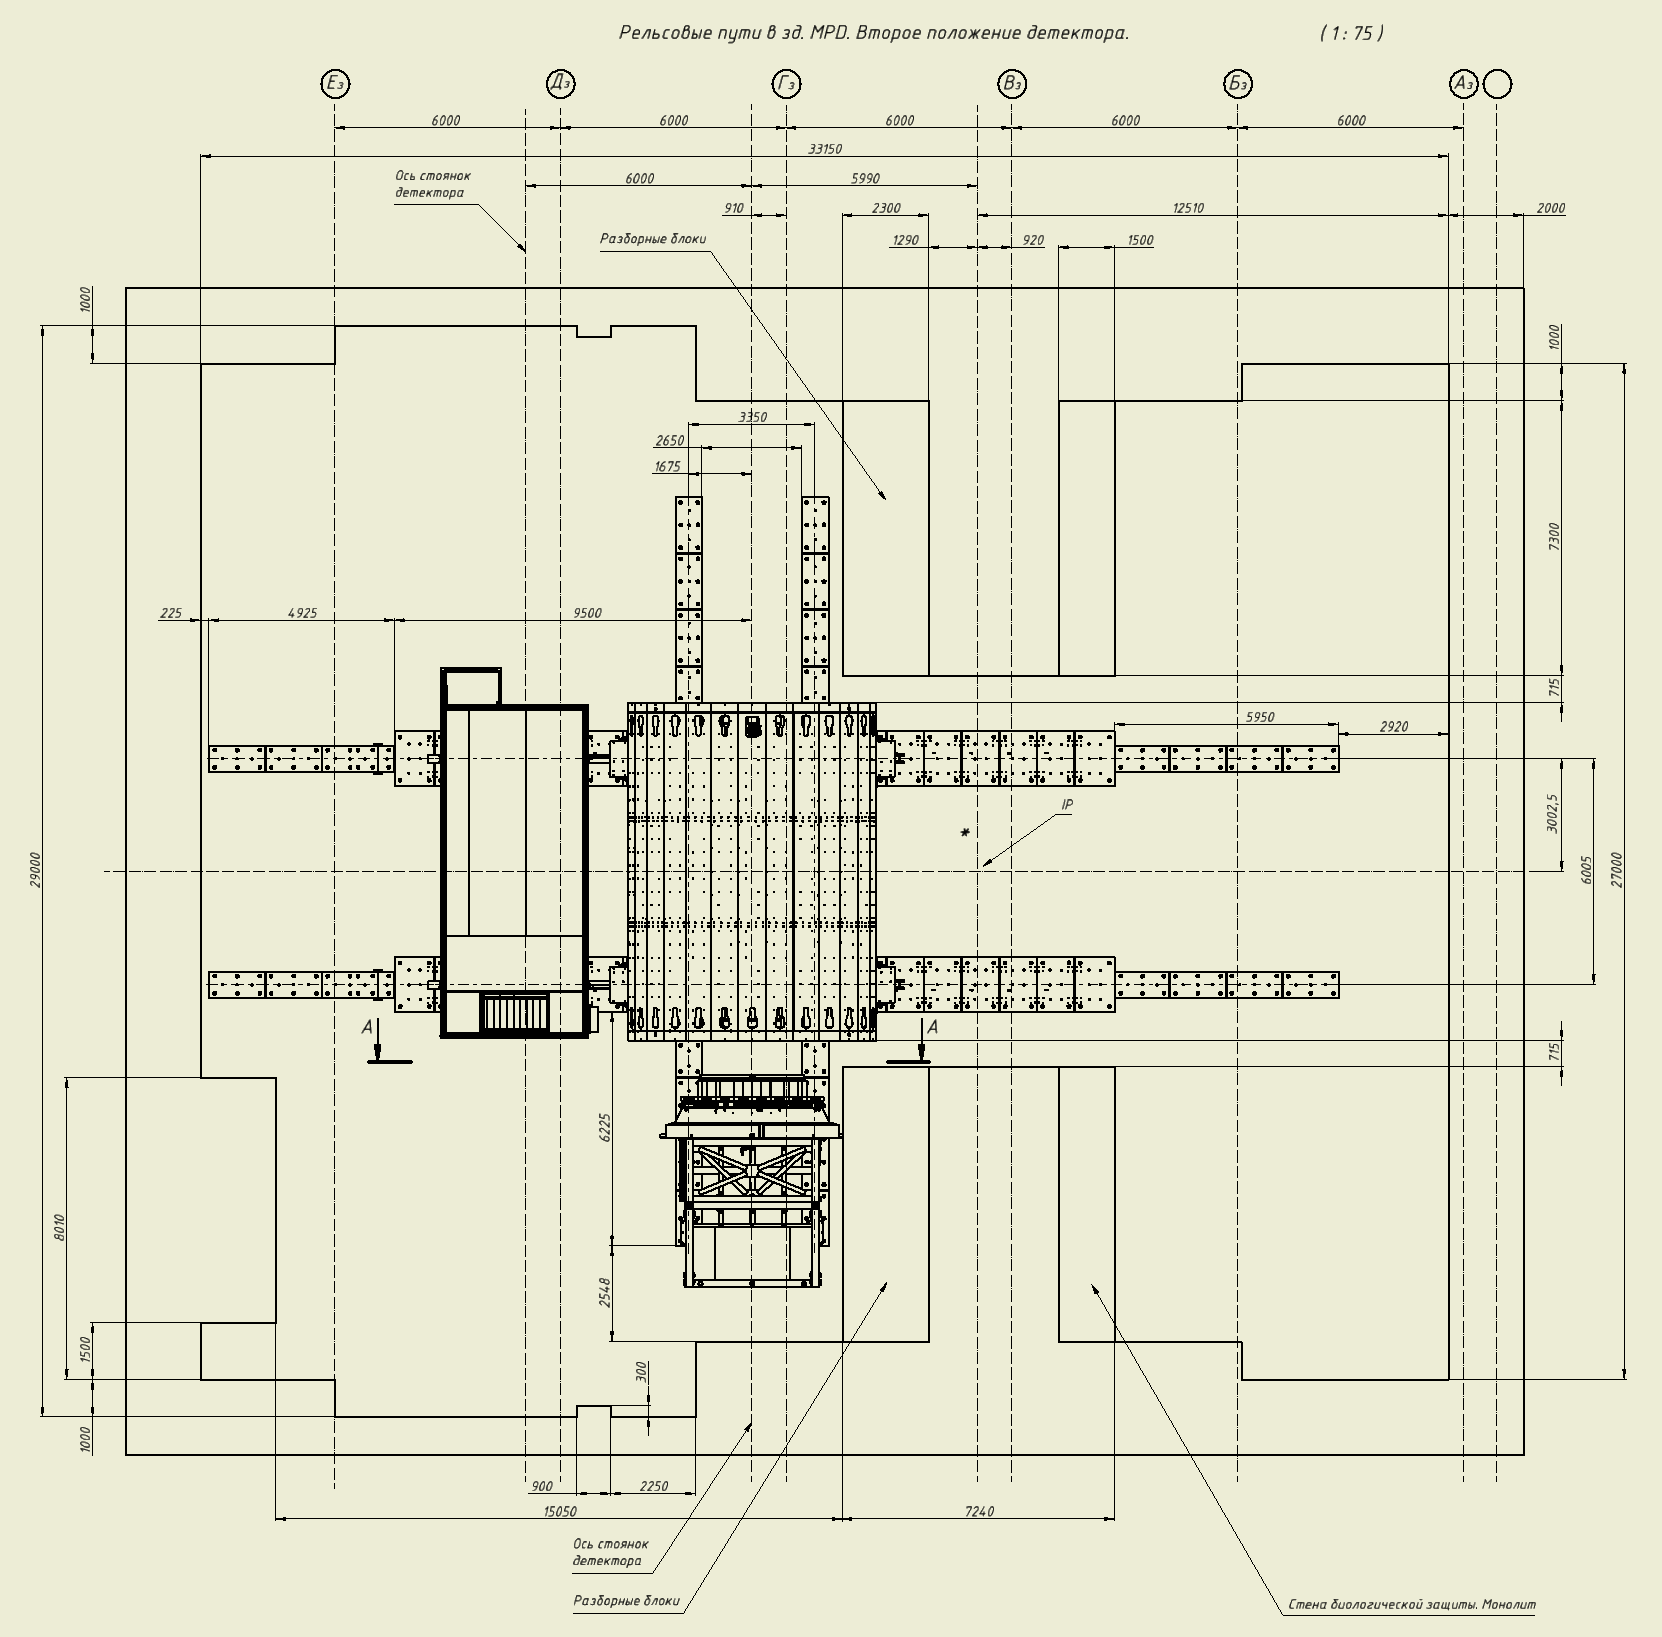 Рельсовые пути в зд. MPD. Второе положение детектора. (1:75)
Ез Дз Гз Вз Бз Аз
6000 6000 6000 6000 6000
33150
Ось стоянок
детектора
6000 5990
910 2300 12510 2000
Разборные блоки
1290 920 1500
1000
1000
3350
2650
1675
7300
225 4925 9500
715
5950
2920
IP
*
3002,5
29000
6005
27000
А А
715
6225
8010
2548
1500
300
1000
900 2250
15050 7240
Ось стоянок
детектора
Разборные блоки
Стена биологической защиты. Монолит